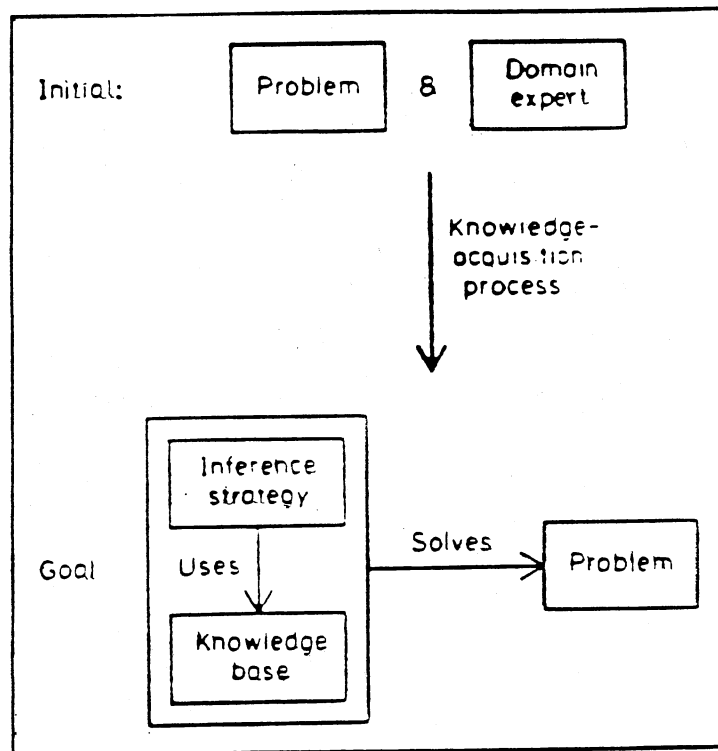 Initial:
Problem
&
Domain
expert
Knowledge-
acquisition
process
Inference
strategy
Goal
Uses
Solves
Problem
Knowledge
base